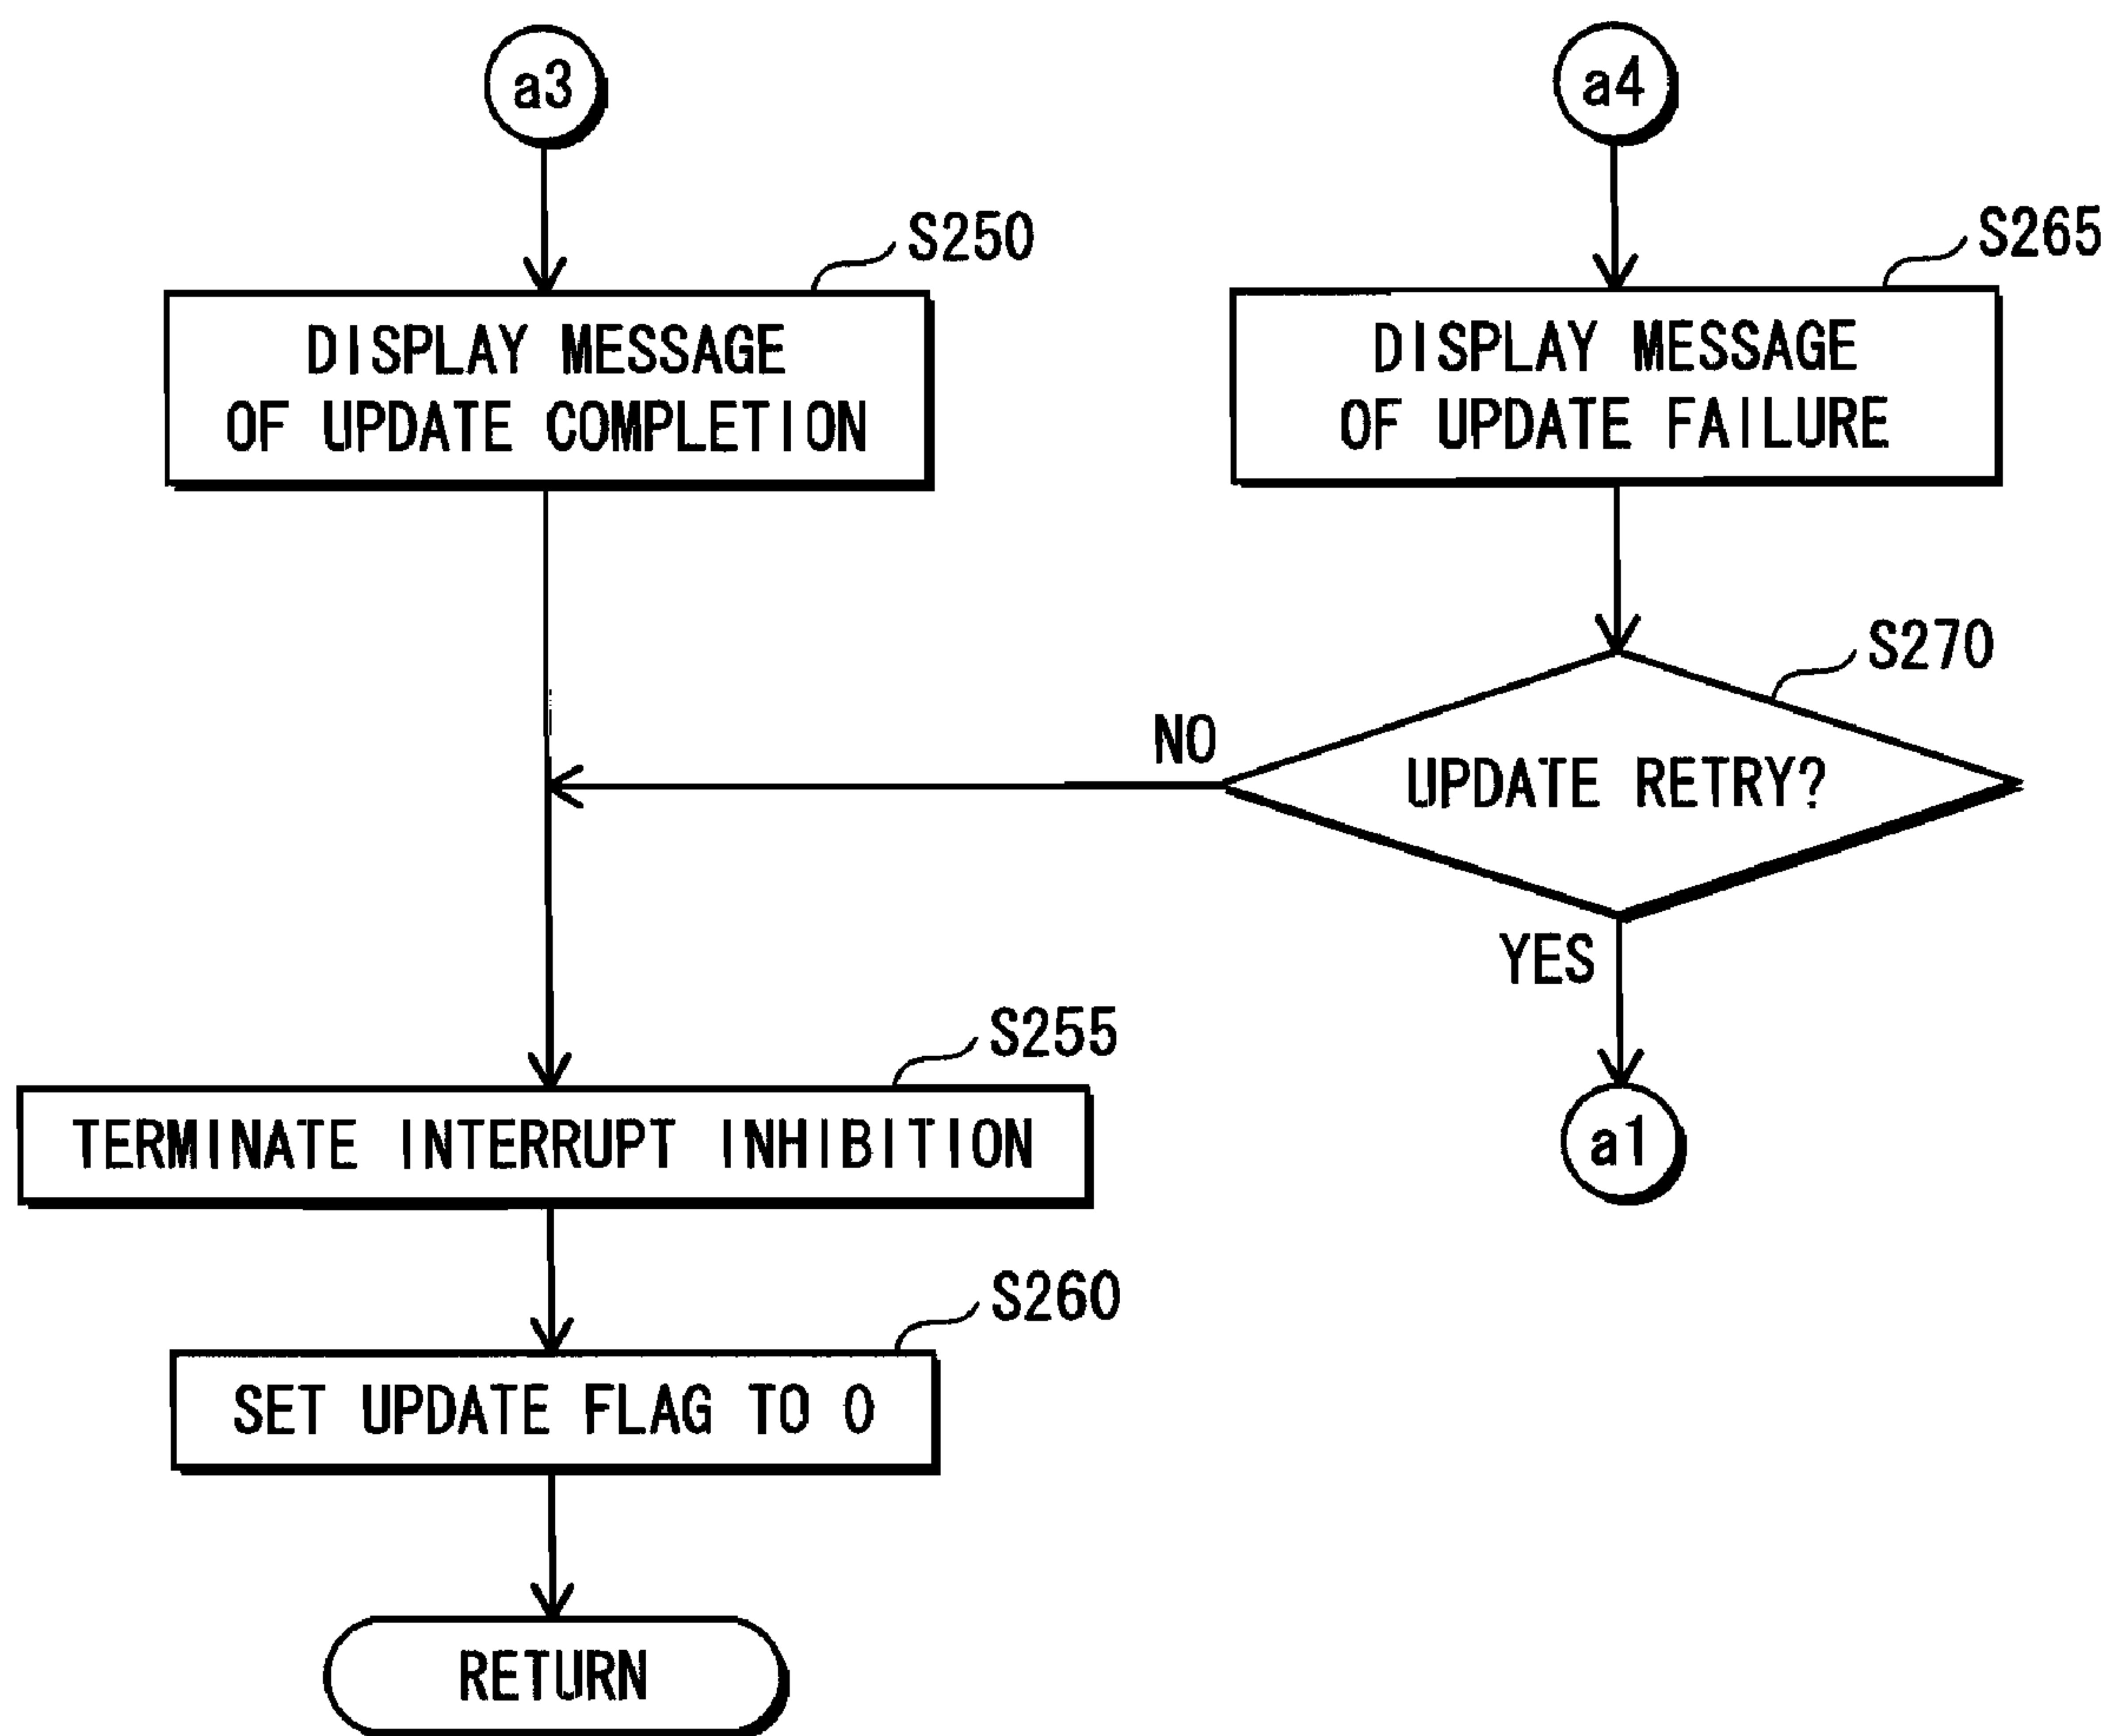 a3
a4
S250
S265
DISPLAY MESSAGE
OF UPDATE COMPLETION
DISPLAY MESSAGE
OF UPDATE FAILURE
S270
NO
UPDATE RETRY?
YES
S255
TERMINATE INTERRUPT INHIBITION
a1
S260
SET UPDATE FLAG TO 0
RETURN